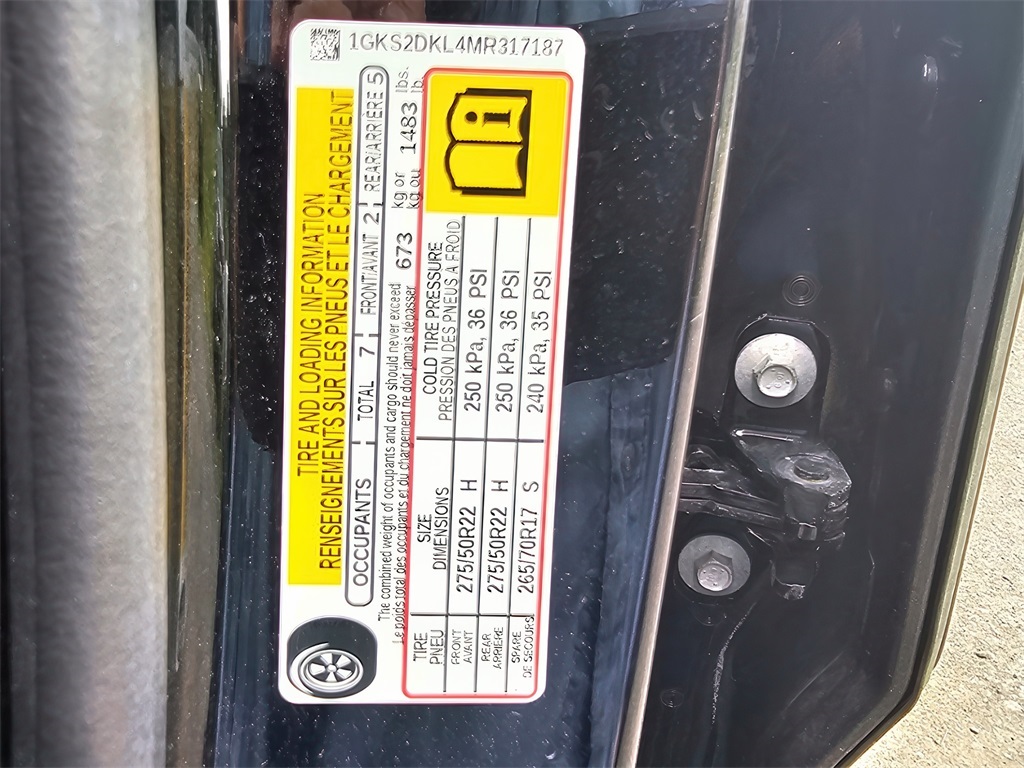 1GKS2DKL4MR317187
TIRE AND LOADING INFORMATION
RENSEIGNEMENTS SUR LES PNEUS ET LE CHARGEMENT
OCCUPANTS TOTAL 7 FRONT/AVANT 2 REAR/ARRIÈRE 5
The combined weight of occupants and cargo should never exceed 673 kg or 1483 lbs.
Le poids total des occupants et du chargement ne doit jamais dépasser kg ou lb.
TIRE SIZE COLD TIRE PRESSURE
PNEU DIMENSIONS PRESSION DES PNEUS À FROID
FRONT
AVANT 275/50R22 H 250 kPa, 36 PSI
REAR
ARRIÈRE 275/50R22 H 250 kPa, 36 PSI
SPARE
DE SECOURS 265/70R17 S 240 kPa, 35 PSI